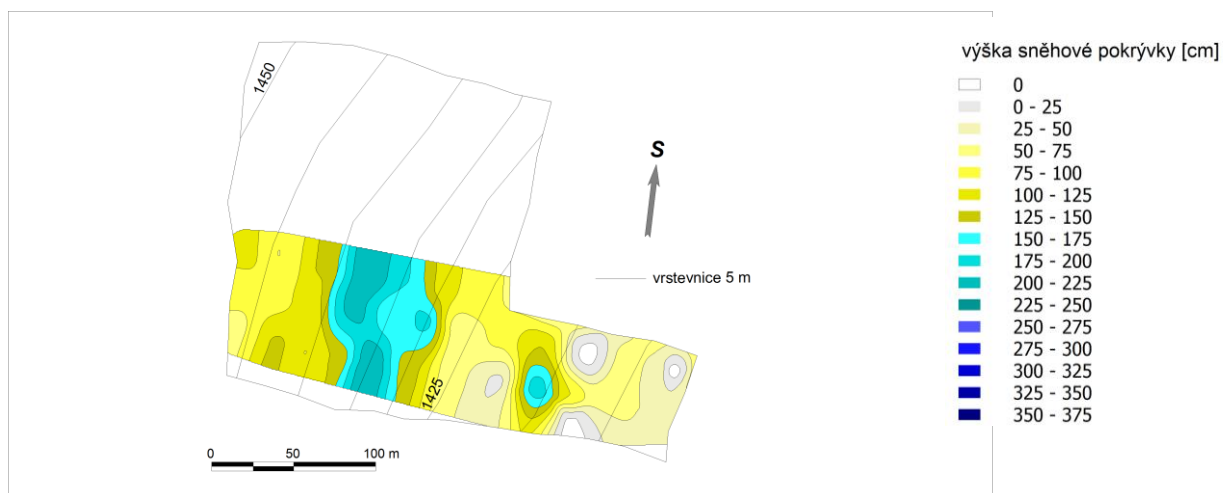 1450
S
vrstevnice 5 m
1425
0 50 100 m
výška sněhové pokrývky [cm]
0
0 - 25
25 - 50
50 - 75
75 - 100
100 - 125
125 - 150
150 - 175
175 - 200
200 - 225
225 - 250
250 - 275
275 - 300
300 - 325
325 - 350
350 - 375